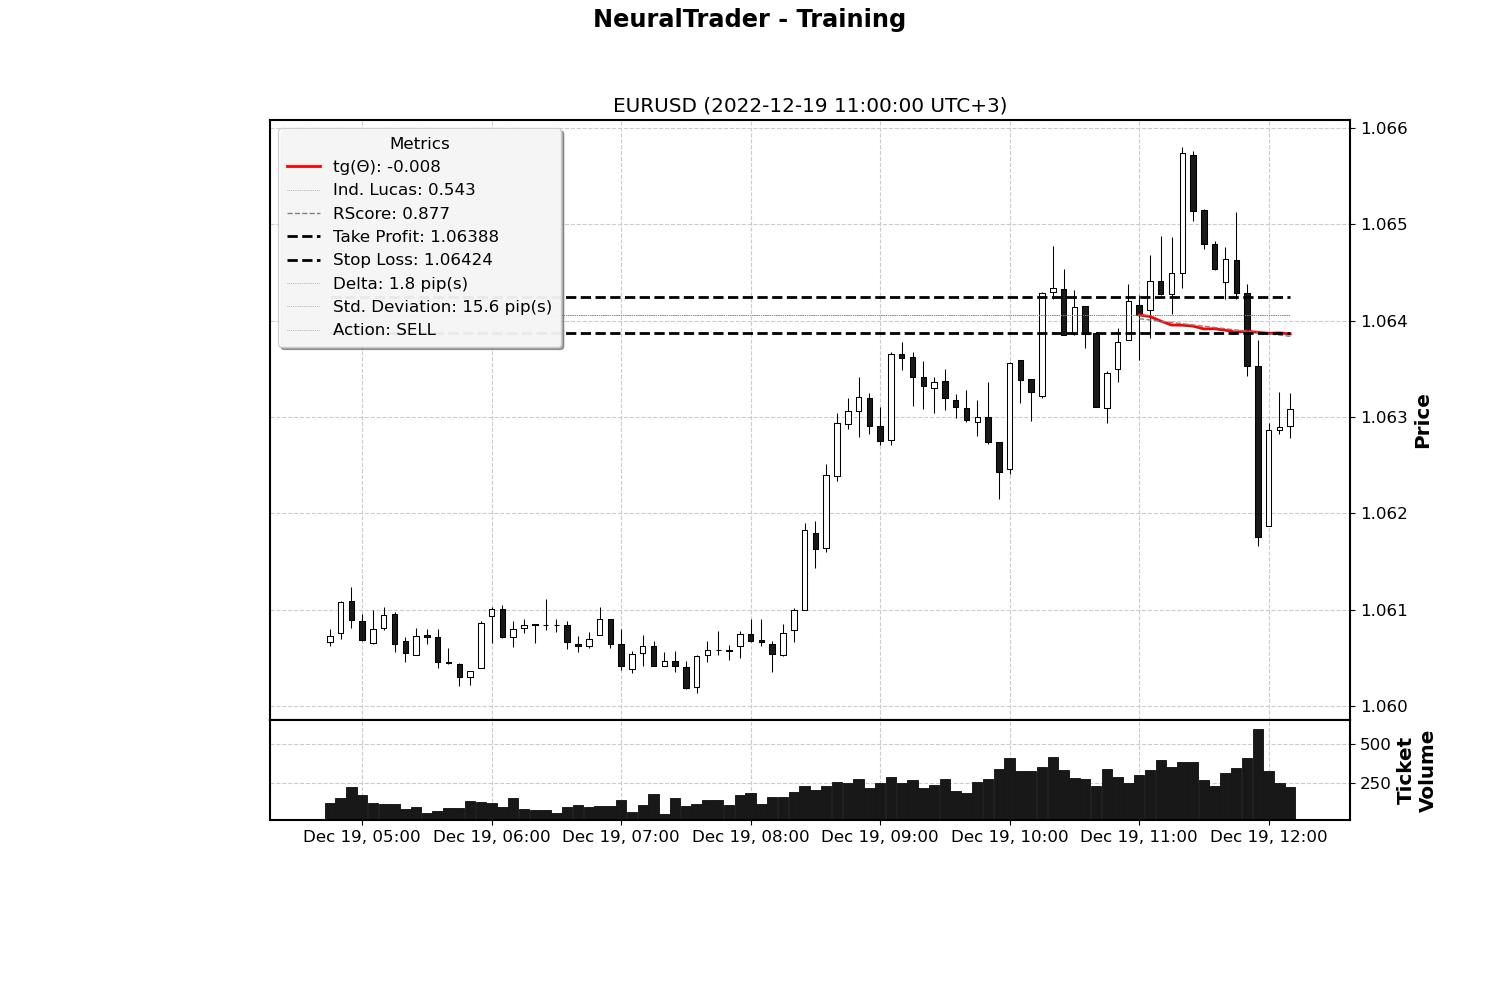 NeuralTrader - Training
EURUSD (2022-12-19 11:00:00 UTC+3)
Metrics
tg(Θ): -0.008
Ind. Lucas: 0.543
RScore: 0.877
Take Profit: 1.06388
Stop Loss: 1.06424
Delta: 1.8 pip(s)
Std. Deviation: 15.6 pip(s)
Action: SELL
1.066
1.065
1.064
1.063
1.062
1.061
1.060
Price
500
250
Ticket
Volume
Dec 19, 05:00 Dec 19, 06:00 Dec 19, 07:00 Dec 19, 08:00 Dec 19, 09:00 Dec 19, 10:00 Dec 19, 11:00 Dec 19, 12:00